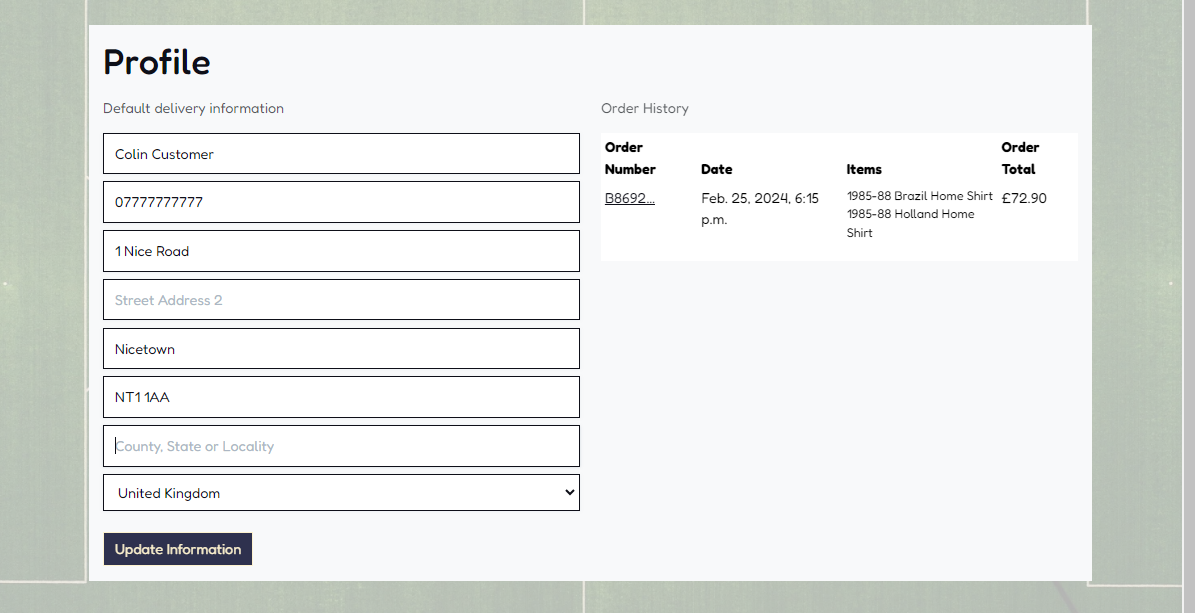 Profile
Default delivery information
Colin Customer
07777777777
1 Nice Road
Street Address 2
Nicetown
NT1 1AA
County, State or Locality
United Kingdom
Update Information
Order History
Order
Number
Date
Items
Order
Total
B8692...
Feb. 25, 2024, 6:15
p.m.
1985-88 Brazil Home Shirt
1985-88 Holland Home
Shirt
£72.90